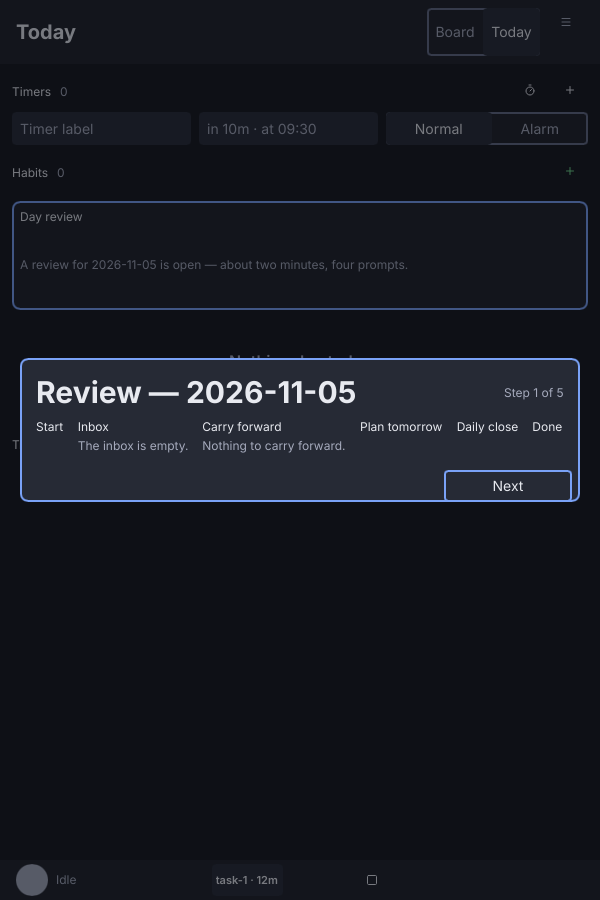 Today
Board Today ☰
Timers 0 +
Timer label in 10m · at 09:30 Normal Alarm
Habits 0 +
Day review
A review for 2026-11-05 is open — about two minutes, four prompts.
Review — 2026-11-05 Step 1 of 5
Start Inbox Carry forward Plan tomorrow Daily close Done
The inbox is empty. Nothing to carry forward.
Next
Idle task-1 · 12m